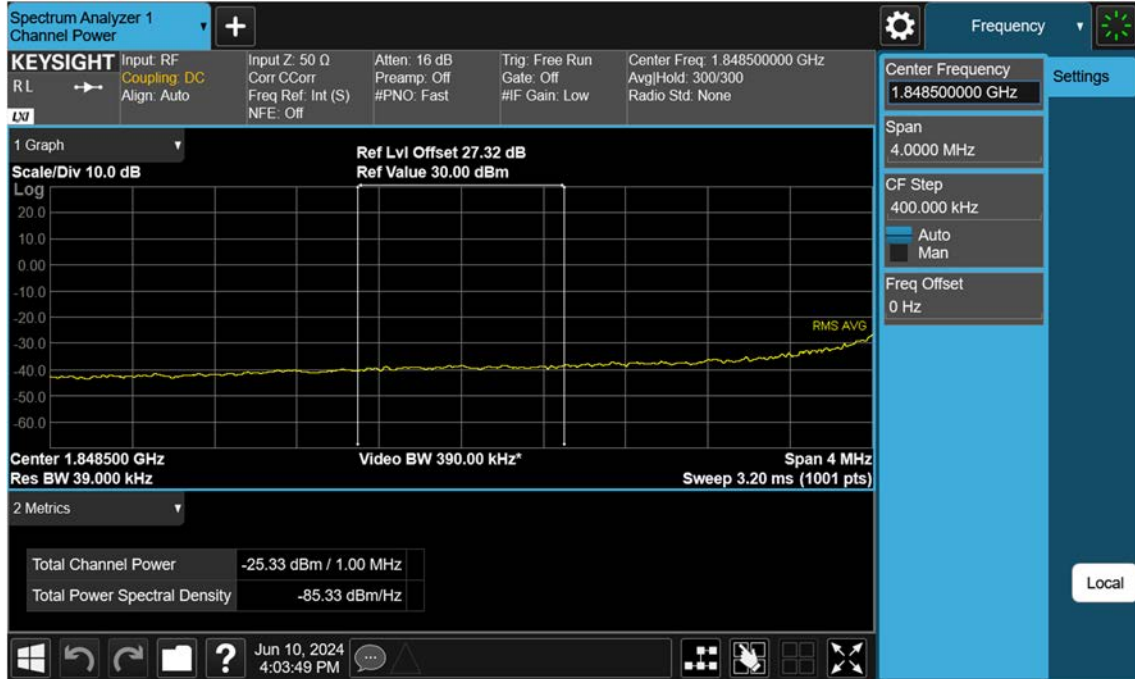 Spectrum Analyzer 1
Channel Power
+
Frequency
KEYSIGHT
R L
LXI
Input: RF
Coupling: DC
Align: Auto
Input Z: 50 Ω
Corr CCorr
Freq Ref: Int (S)
NFE: Off
Atten: 16 dB
Preamp: Off
#PNO: Fast
Trig: Free Run
Gate: Off
#IF Gain: Low
Center Freq: 1.848500000 GHz
Avg|Hold: 300/300
Radio Std: None
Center Frequency
1.848500000 GHz
Settings
Span
4.0000 MHz
CF Step
400.000 kHz
Auto
Man
Freq Offset
0 Hz
Local
1 Graph
Scale/Div 10.0 dB
Ref Lvl Offset 27.32 dB
Ref Value 30.00 dBm
Log
20.0
10.0
0.00
-10.0
-20.0
-30.0
-40.0
-50.0
-60.0
RMS AVG
Center 1.848500 GHz
Res BW 39.000 kHz
Video BW 390.00 kHz*
Span 4 MHz
Sweep 3.20 ms (1001 pts)
2 Metrics
Total Channel Power -25.33 dBm / 1.00 MHz
Total Power Spectral Density -85.33 dBm/Hz
?
Jun 10, 2024
4:03:49 PM